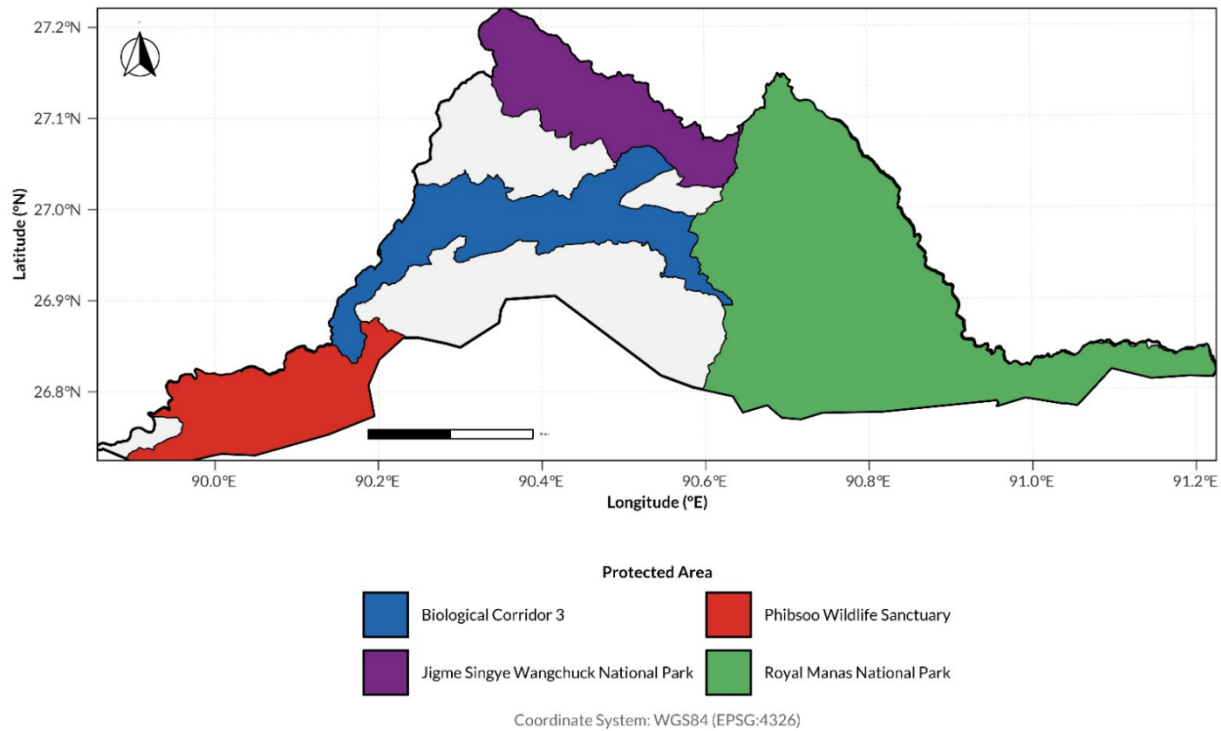 27.2°N
27.1°N
27.0°N
26.9°N
26.8°N
Latitude (°N)
90.0°E
90.2°E
90.4°E
90.6°E
90.8°E
91.0°E
91.2°E
Longitude (°E)
Protected Area
Biological Corridor 3
Phibsoo Wildlife Sanctuary
Jigme Singye Wangchuck National Park
Royal Manas National Park
Coordinate System: WGS84 (EPSG:4326)